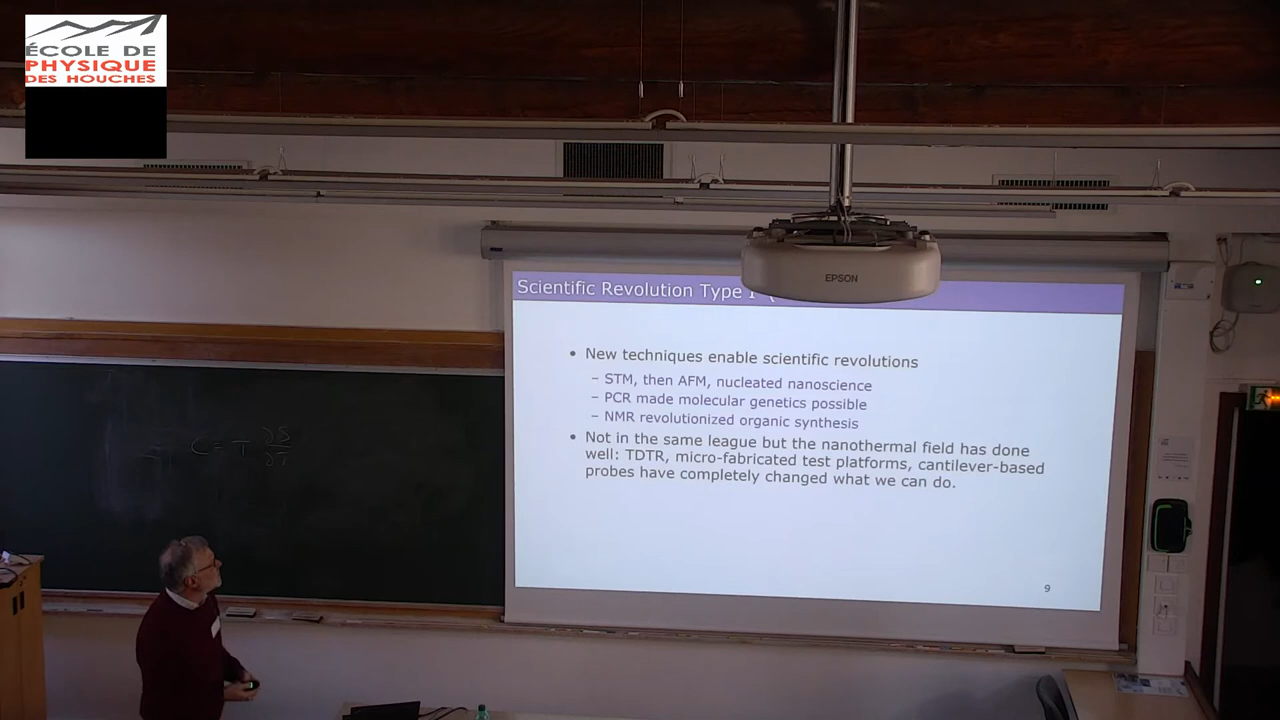 ÉCOLE DE
PHYSIQUE
DES HOUCHES
EPSON
Scientific Revolution Type I (
• New techniques enable scientific revolutions
– STM, then AFM, nucleated nanoscience
– PCR made molecular genetics possible
– NMR revolutionized organic synthesis
• Not in the same league but the nanothermal field has done
well: TDTR, micro-fabricated test platforms, cantilever-based
probes have completely changed what we can do.
9
C = T ∂S/∂T